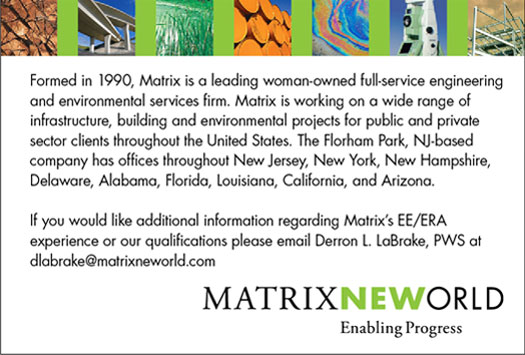 Formed in 1990, Matrix is a leading woman-owned full-service engineering
and environmental services firm. Matrix is working on a wide range of
infrastructure, building and environmental projects for public and private
sector clients throughout the United States. The Florham Park, NJ-based
company has offices throughout New Jersey, New York, New Hampshire,
Delaware, Alabama, Florida, Louisiana, California, and Arizona.
If you would like additional information regarding Matrix's EE/ERA
experience or our qualifications please email Derron L. LaBrake, PWS at
dlabrake@matrixneworld.com
MATRIXNEWORLD
Enabling Progress